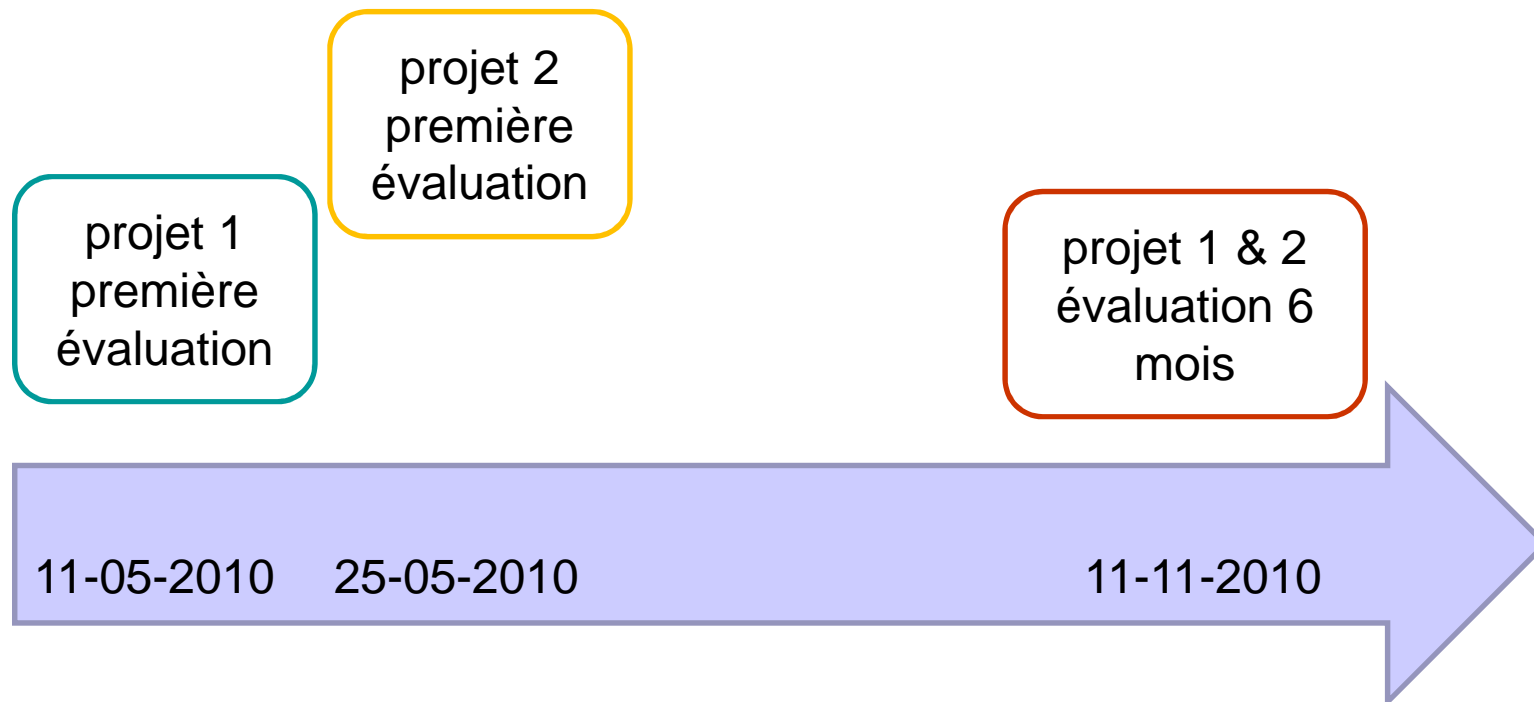 projet 1
première
évaluation
projet 2
première
évaluation
projet 1 & 2
évaluation 6
mois
11-05-2010
25-05-2010
11-11-2010